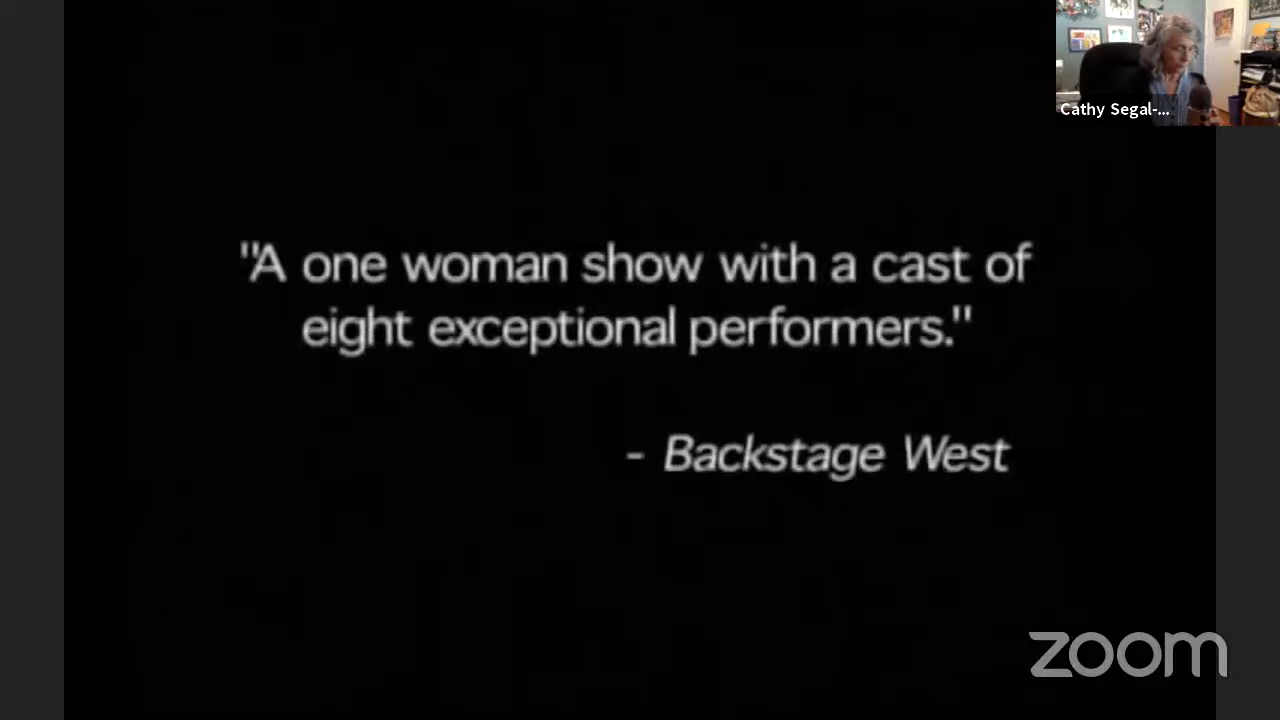 Cathy Segal-...
"A one woman show with a cast of
eight exceptional performers."
- Backstage West
zoom